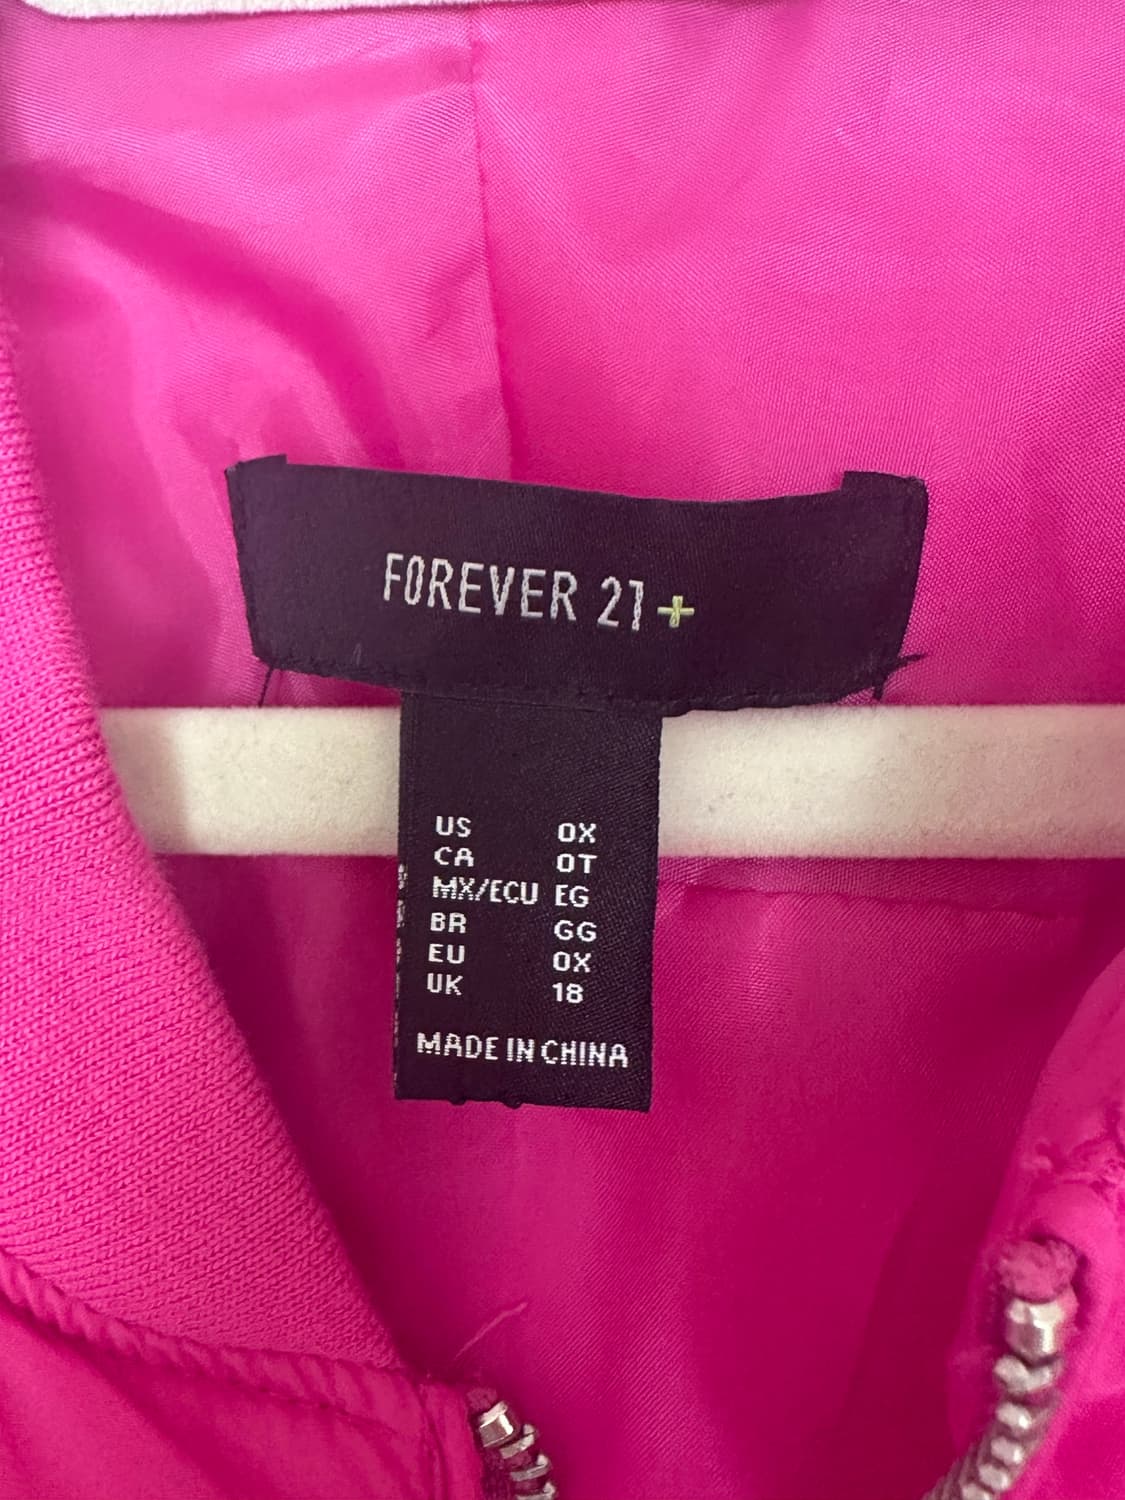 FOREVER 21+
US 0X
CA 0T
MX/ECU EG
BR GG
EU 0X
UK 18
MADE IN CHINA